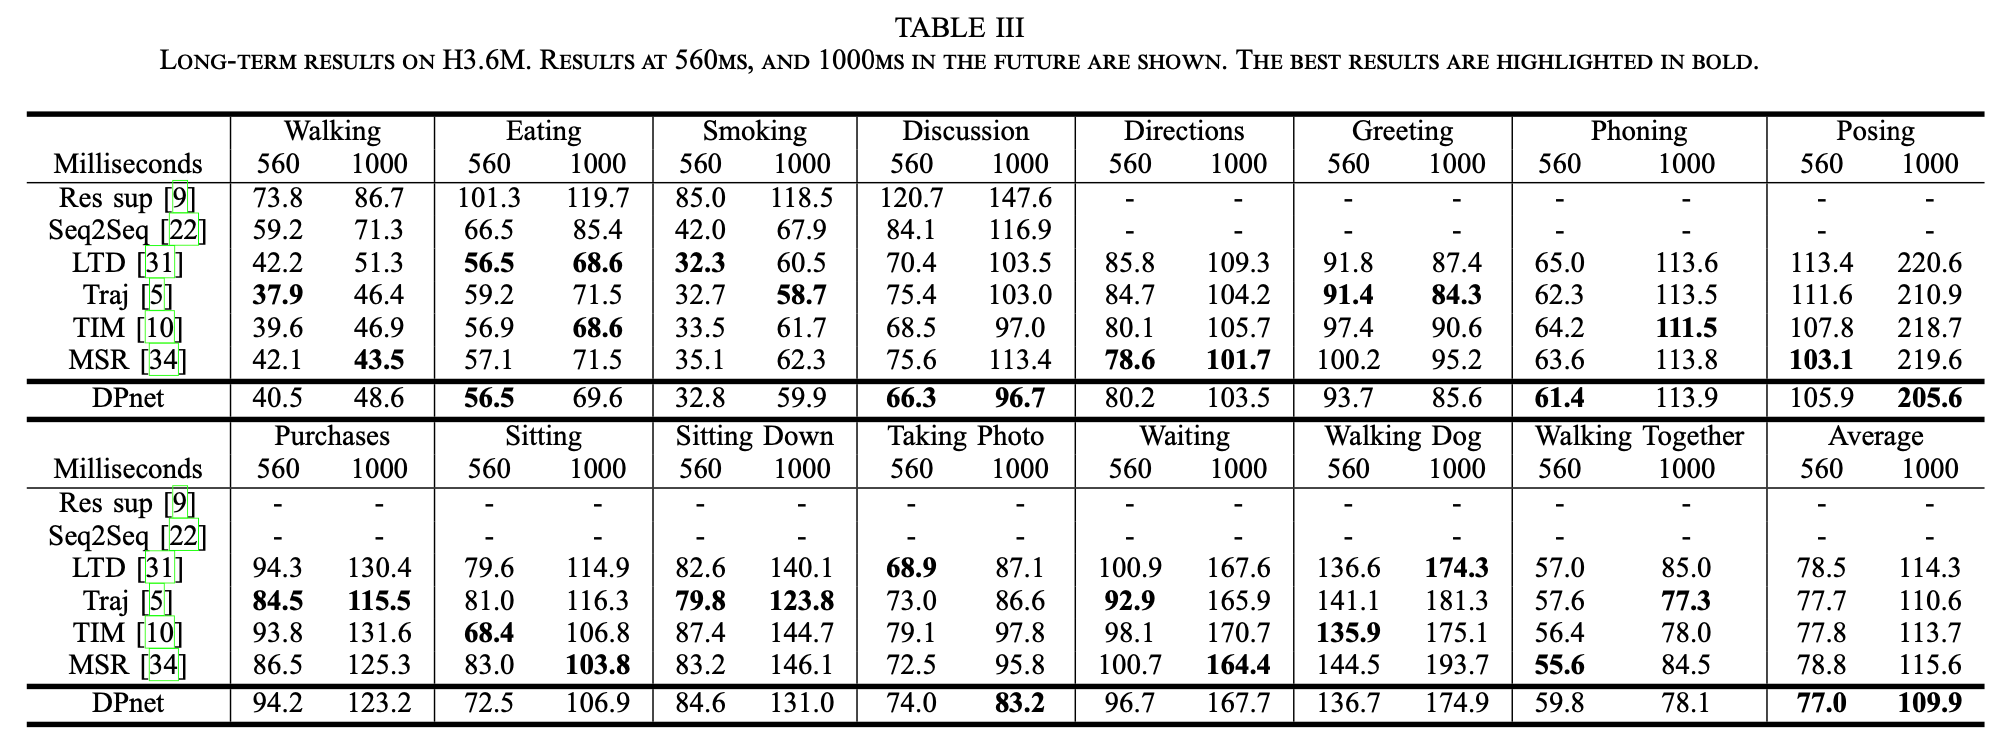 TABLE III
Long-term results on H3.6M. Results at 560ms, and 1000ms in the future are shown. The best results are highlighted in bold.
Walking Eating Smoking Discussion Directions Greeting Phoning Posing
Milliseconds 560 1000 560 1000 560 1000 560 1000 560 1000 560 1000 560 1000 560 1000
Res sup [9] 73.8 86.7 101.3 119.7 85.0 118.5 120.7 147.6 - - - - - - - -
Seq2Seq [22] 59.2 71.3 66.5 85.4 42.0 67.9 84.1 116.9 - - - - - - - -
LTD [31] 42.2 51.3 56.5 68.6 32.3 60.5 70.4 103.5 85.8 109.3 91.8 87.4 65.0 113.6 113.4 220.6
Traj [5] 37.9 46.4 59.2 71.5 32.7 58.7 75.4 103.0 84.7 104.2 91.4 84.3 62.3 113.5 111.6 210.9
TIM [10] 39.6 46.9 56.9 68.6 33.5 61.7 68.5 97.0 80.1 105.7 97.4 90.6 64.2 111.5 107.8 218.7
MSR [34] 42.1 43.5 57.1 71.5 35.1 62.3 75.6 113.4 78.6 101.7 100.2 95.2 63.6 113.8 103.1 219.6
DPnet 40.5 48.6 56.5 69.6 32.8 59.9 66.3 96.7 80.2 103.5 93.7 85.6 61.4 113.9 105.9 205.6
Purchases Sitting Sitting Down Taking Photo Waiting Walking Dog Walking Together Average
Milliseconds 560 1000 560 1000 560 1000 560 1000 560 1000 560 1000 560 1000 560 1000
Res sup [9] - - - - - - - - - - - - - - - -
Seq2Seq [22] - - - - - - - - - - - - - - - -
LTD [31] 94.3 130.4 79.6 114.9 82.6 140.1 68.9 87.1 100.9 167.6 136.6 174.3 57.0 85.0 78.5 114.3
Traj [5] 84.5 115.5 81.0 116.3 79.8 123.8 73.0 86.6 92.9 165.9 141.1 181.3 57.6 77.3 77.7 110.6
TIM [10] 93.8 131.6 68.4 106.8 87.4 144.7 79.1 97.8 98.1 170.7 135.9 175.1 56.4 78.0 77.8 113.7
MSR [34] 86.5 125.3 83.0 103.8 83.2 146.1 72.5 95.8 100.7 164.4 144.5 193.7 55.6 84.5 78.8 115.6
DPnet 94.2 123.2 72.5 106.9 84.6 131.0 74.0 83.2 96.7 167.7 136.7 174.9 59.8 78.1 77.0 109.9